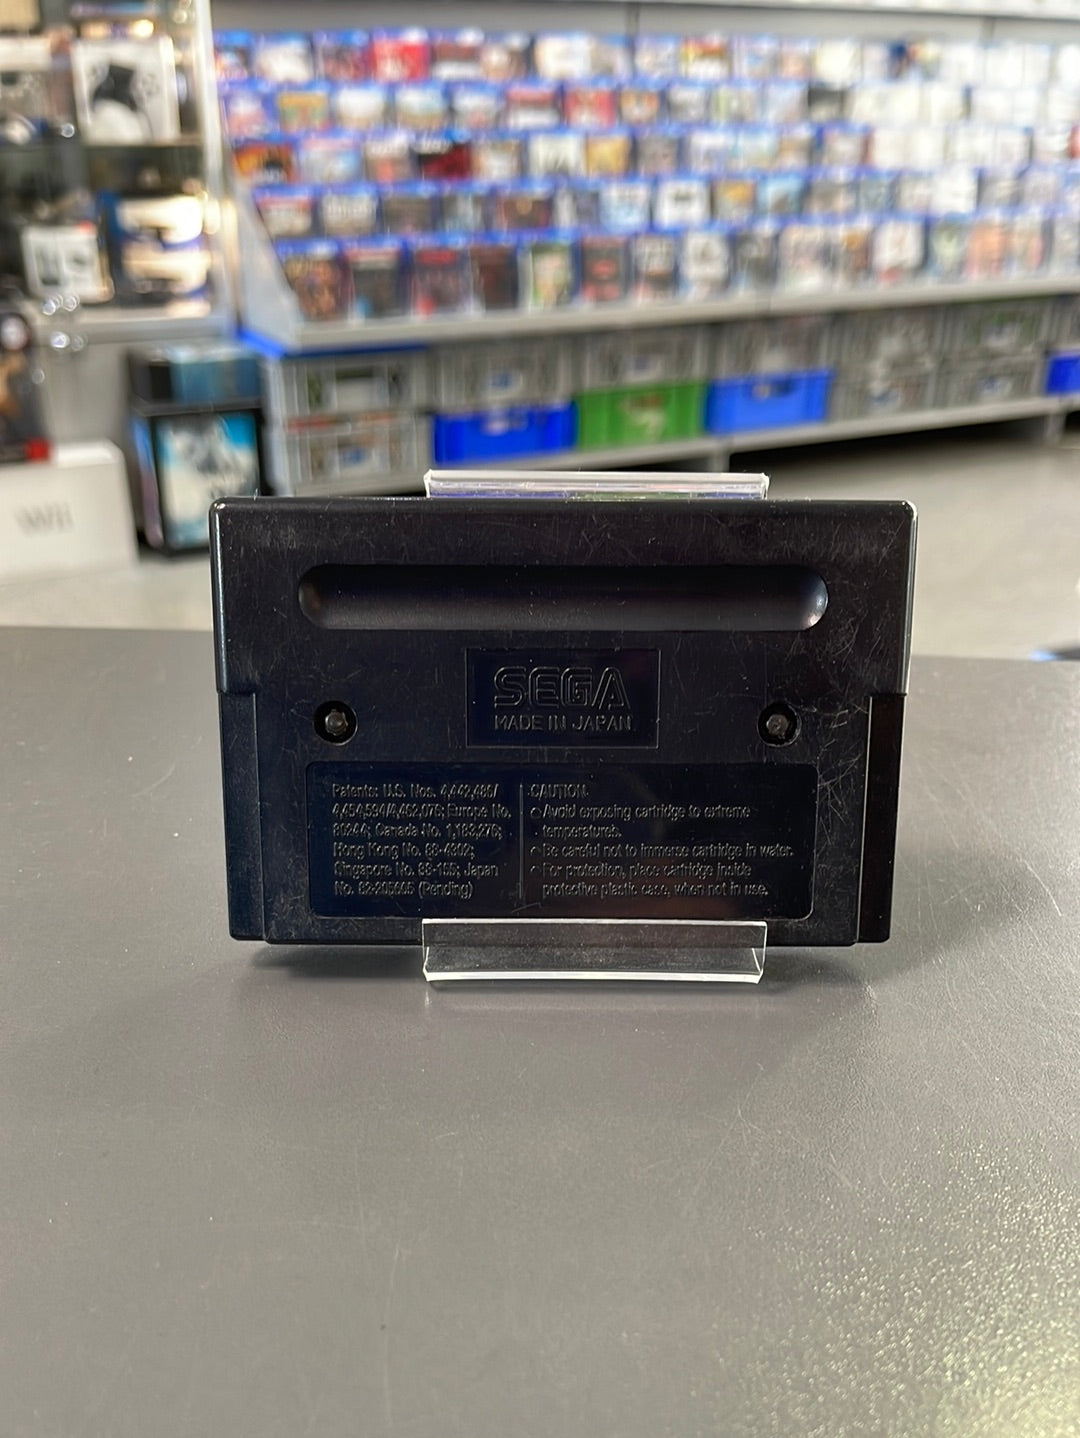 Wii
SEGA
MADE IN JAPAN
Patents: U.S. Nos. 4,442,486/
4,454,594/4,462,076; Europe No.
80244; Canada No. 1,183,276;
Hong Kong No. 88-4302;
Singapore No. 88-155; Japan
No. 82-205605 (Pending)
CAUTION
Avoid exposing cartridge to extreme
temperatures.
Be careful not to immerse cartridge in water.
For protection, place cartridge inside
protective plastic case, when not in use.